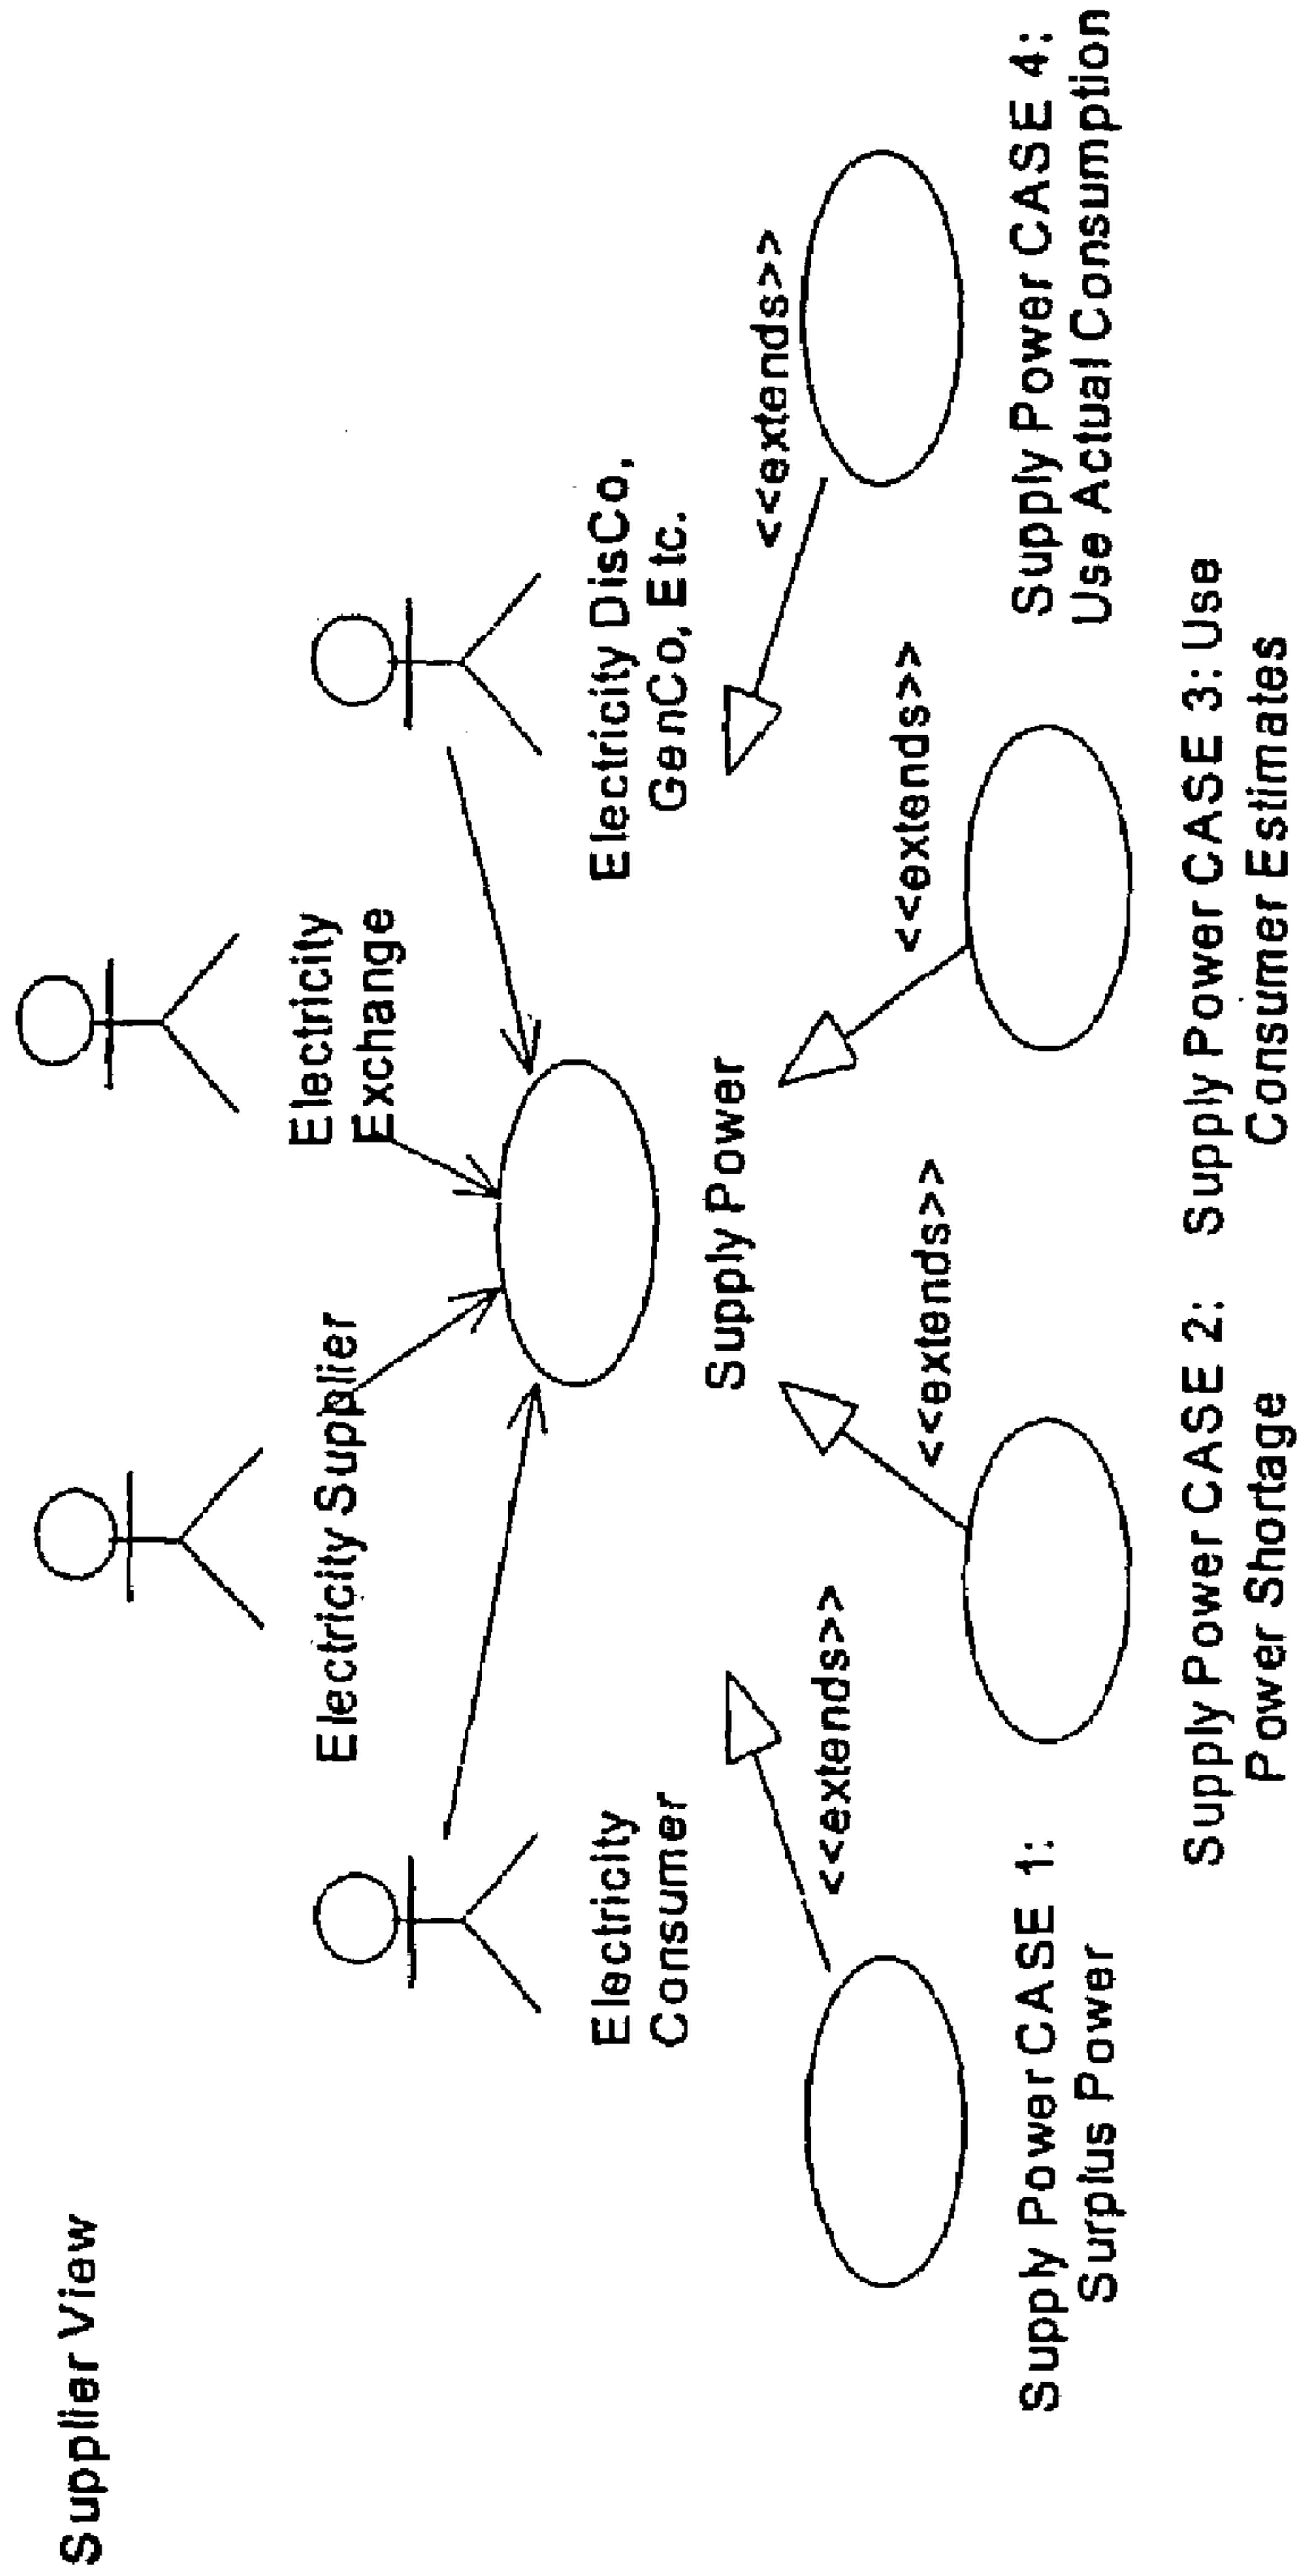 Supplier View
Electricity Supplier
Electricity
Exchange
Electricity
Consumer
Electricity DisCo,
GenCo, Etc.
Supply Power
<<extends>>
<<extends>>
<<extends>>
<<extends>>
Supply Power CASE 1:
Surplus Power
Supply Power CASE 2:
Power Shortage
Supply Power CASE 3: Use
Consumer Estimates
Supply Power CASE 4:
Use Actual Consumption